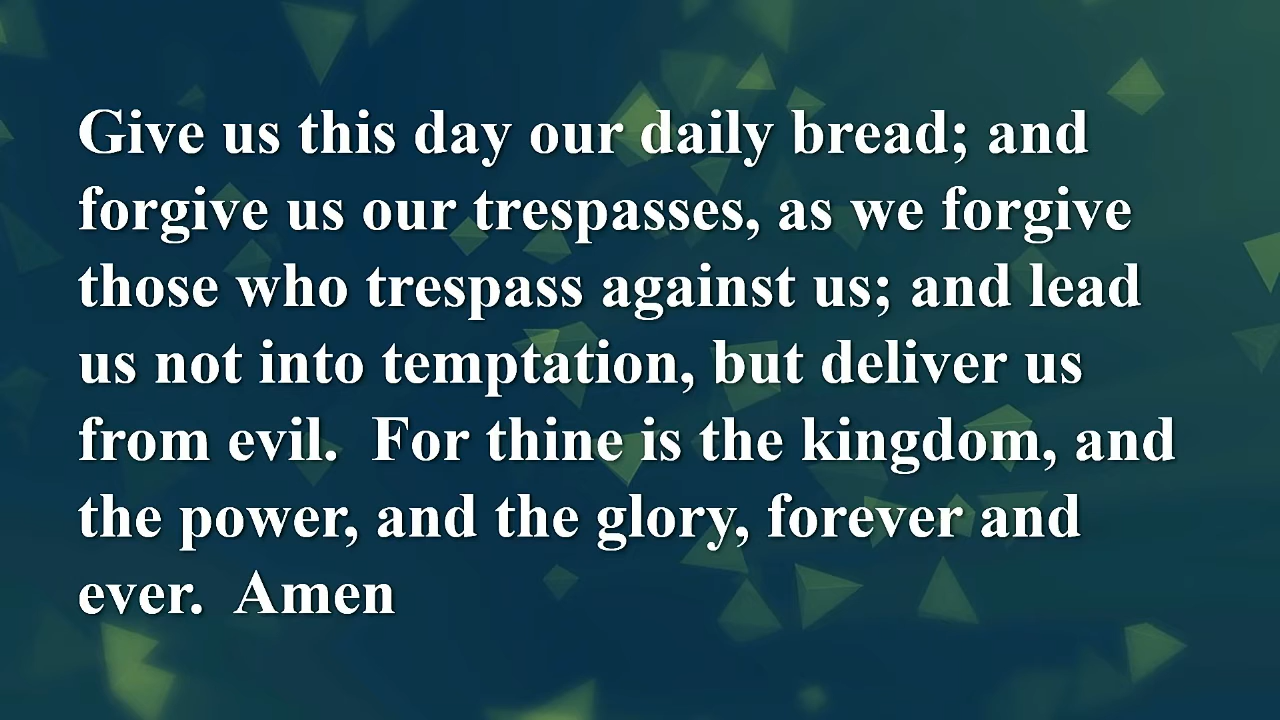 Give us this day our daily bread; and
forgive us our trespasses, as we forgive
those who trespass against us; and lead
us not into temptation, but deliver us
from evil.  For thine is the kingdom, and
the power, and the glory, forever and
ever.  Amen